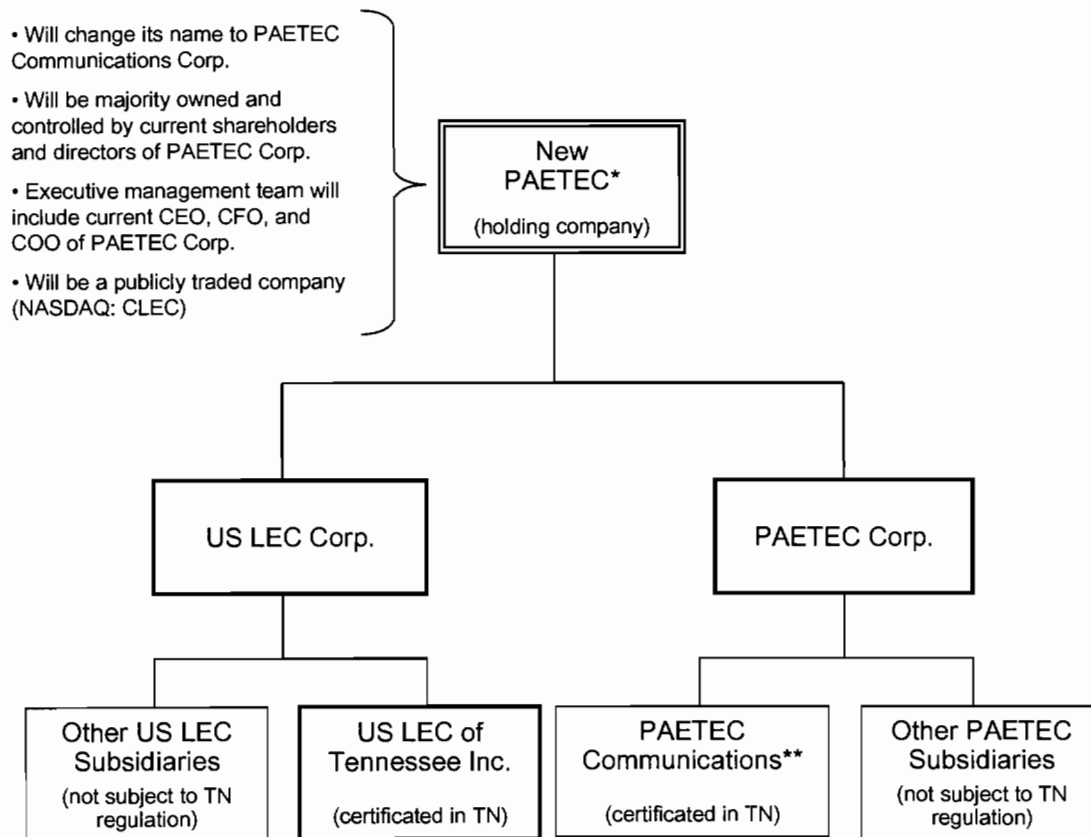 • Will change its name to PAETEC
Communications Corp.
• Will be majority owned and
controlled by current shareholders
and directors of PAETEC Corp.
• Executive management team will
include current CEO, CFO, and
COO of PAETEC Corp.
• Will be a publicly traded company
(NASDAQ: CLEC)
New
PAETEC*
(holding company)
US LEC Corp.
PAETEC Corp.
Other US LEC
Subsidiaries
(not subject to TN
regulation)
US LEC of
Tennessee Inc.
(certificated in TN)
PAETEC
Communications**
(certificated in TN)
Other PAETEC
Subsidiaries
(not subject to TN
regulation)